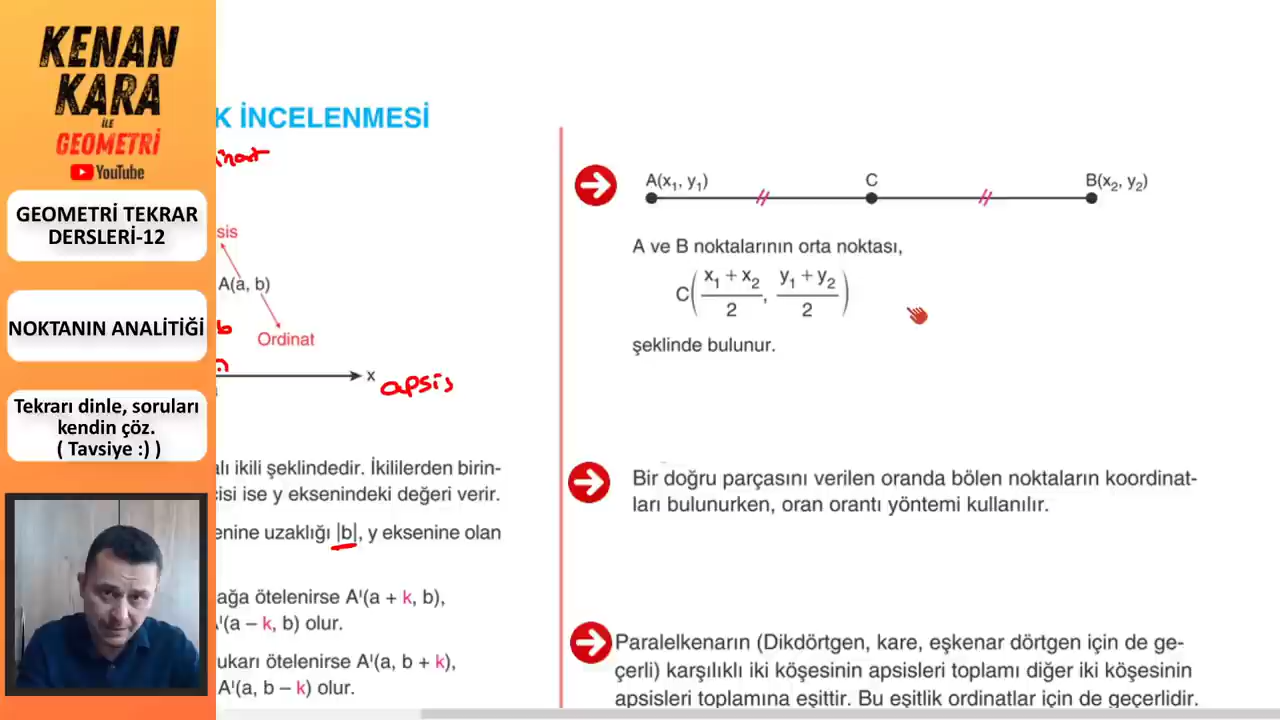 KENAN
KARA
İLE
GEOMETRİ
YouTube
GEOMETRİ TEKRAR
DERSLERİ-12
NOKTANIN ANALİTİĞİ
Tekrarı dinle, soruları
kendin çöz.
( Tavsiye :) )
K İNCELENMESİ
sis
A(a, b)
b
Ordinat
x
apsis
alı ikili şeklindedir. İkililerden birin-
cisi ise y eksenindeki değeri verir.
enine uzaklığı |b|, y eksenine olan
ağa ötelenirse A'(a + k, b),
A'(a – k, b) olur.
ukarı ötelenirse A'(a, b + k),
A'(a, b – k) olur.
A(x₁, y₁) C B(x₂, y₂)
A ve B noktalarının orta noktası,
C((x₁ + x₂)/2, (y₁ + y₂)/2)
şeklinde bulunur.
Bir doğru parçasını verilen oranda bölen noktaların koordinat-
ları bulunurken, oran orantı yöntemi kullanılır.
Paralelkenarın (Dikdörtgen, kare, eşkenar dörtgen için de ge-
çerli) karşılıklı iki köşesinin apsisleri toplamı diğer iki köşesinin
apsisleri toplamına eşittir. Bu eşitlik ordinatlar için de geçerlidir.